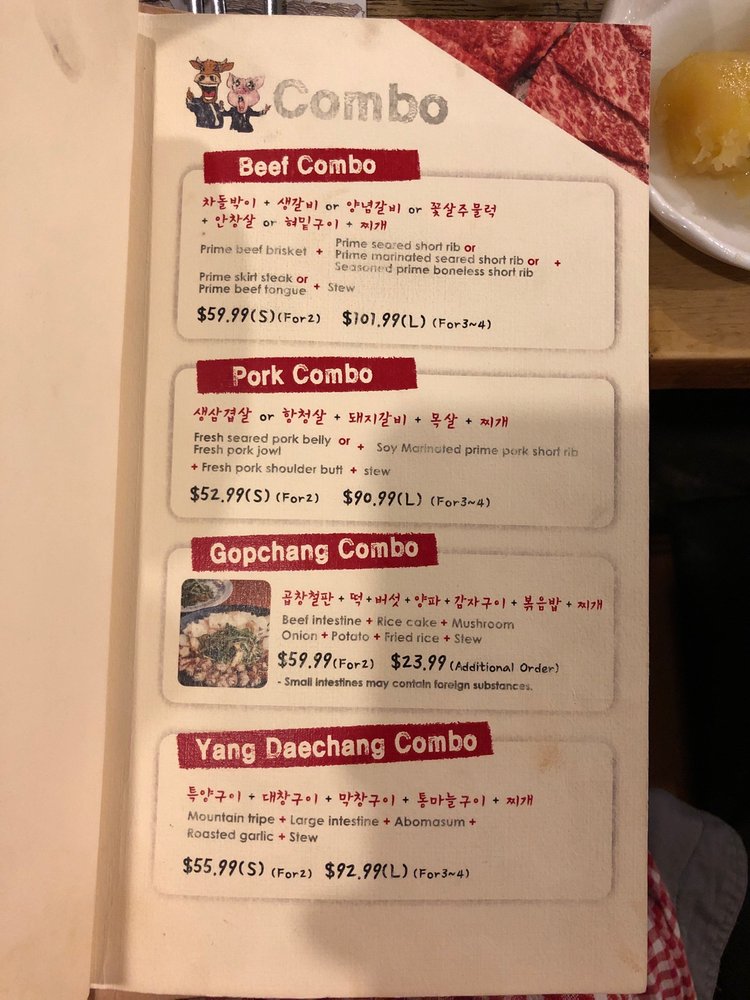 Combo
Beef Combo
차돌박이 + 생갈비 or 양념갈비 or 꽃살주물럭
+ 안창살 or 혀밑구이 + 찌개
Prime beef brisket + Prime seared short rib or
Prime marinated seared short rib or +
Seasoned prime boneless short rib
Prime skirt steak or
Prime beef tongue + Stew
$59.99(S)(For2) $101.99(L) (For3~4)
Pork Combo
생삼겹살 or 항청살 + 돼지갈비 + 목살 + 찌개
Fresh seared pork belly or
Fresh pork jowl + Soy Marinated prime pork short rib
+ Fresh pork shoulder butt + stew
$52.99(S) (For2) $90.99(L) (For3~4)
Gopchang Combo
곱창철판 + 떡+버섯 + 양파+감자구이 + 볶음밥 + 찌개
Beef intestine + Rice cake + Mushroom
Onion + Potato + Fried rice + Stew
$59.99(For2) $23.99(Additional Order)
- Small intestines may contain foreign substances.
Yang Daechang Combo
특양구이 + 대창구이 + 막창구이 + 통마늘구이 + 찌개
Mountain tripe + Large intestine + Abomasum +
Roasted garlic + Stew
$55.99(S) (For2) $92.99(L) (For3~4)